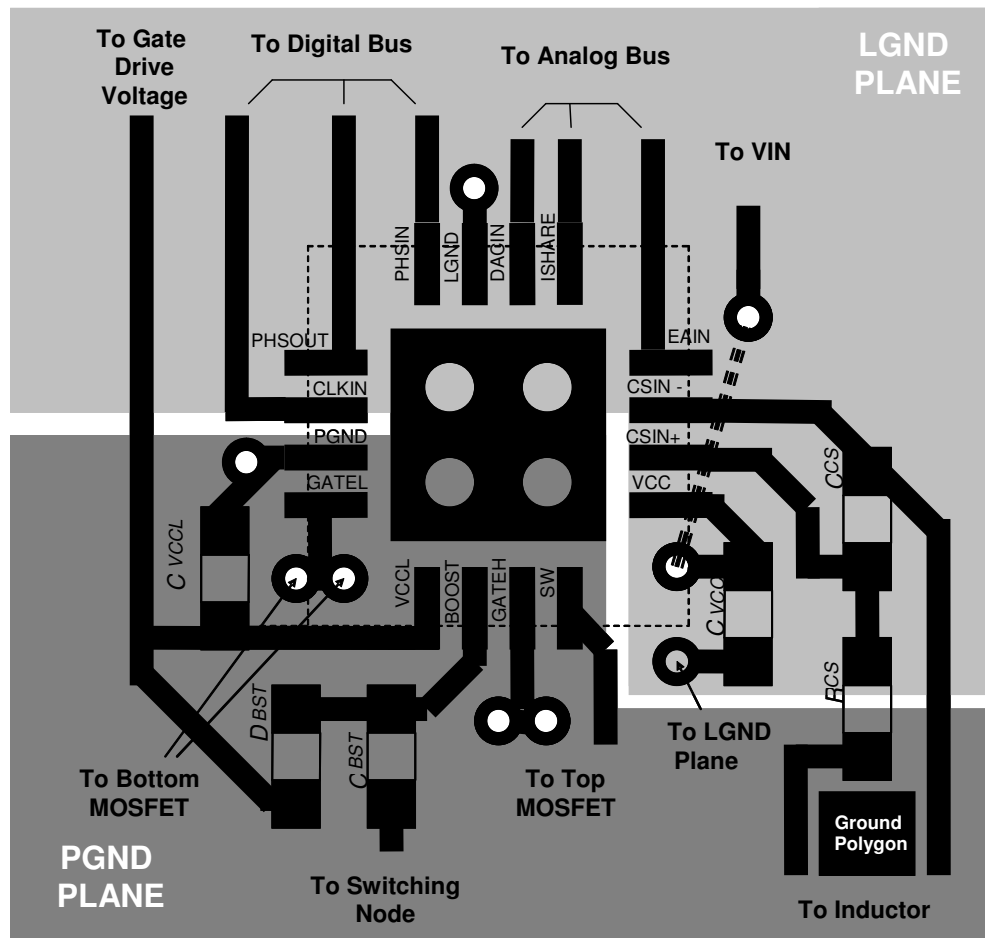 To Gate
Drive
Voltage
To Digital Bus
To Analog Bus
LGND
PLANE
To VIN
PHSIN
LGND
DACIN
ISHARE
PHSOUT
EAIN
CLKIN
CSIN -
PGND
CSIN+
GATEL
VCC
CCS
C VCCL
VCCL
BOOST
GATEH
SW
C VCC
RCS
D BST
C BST
To LGND
Plane
To Bottom
MOSFET
To Top
MOSFET
Ground
Polygon
PGND
PLANE
To Switching
Node
To Inductor